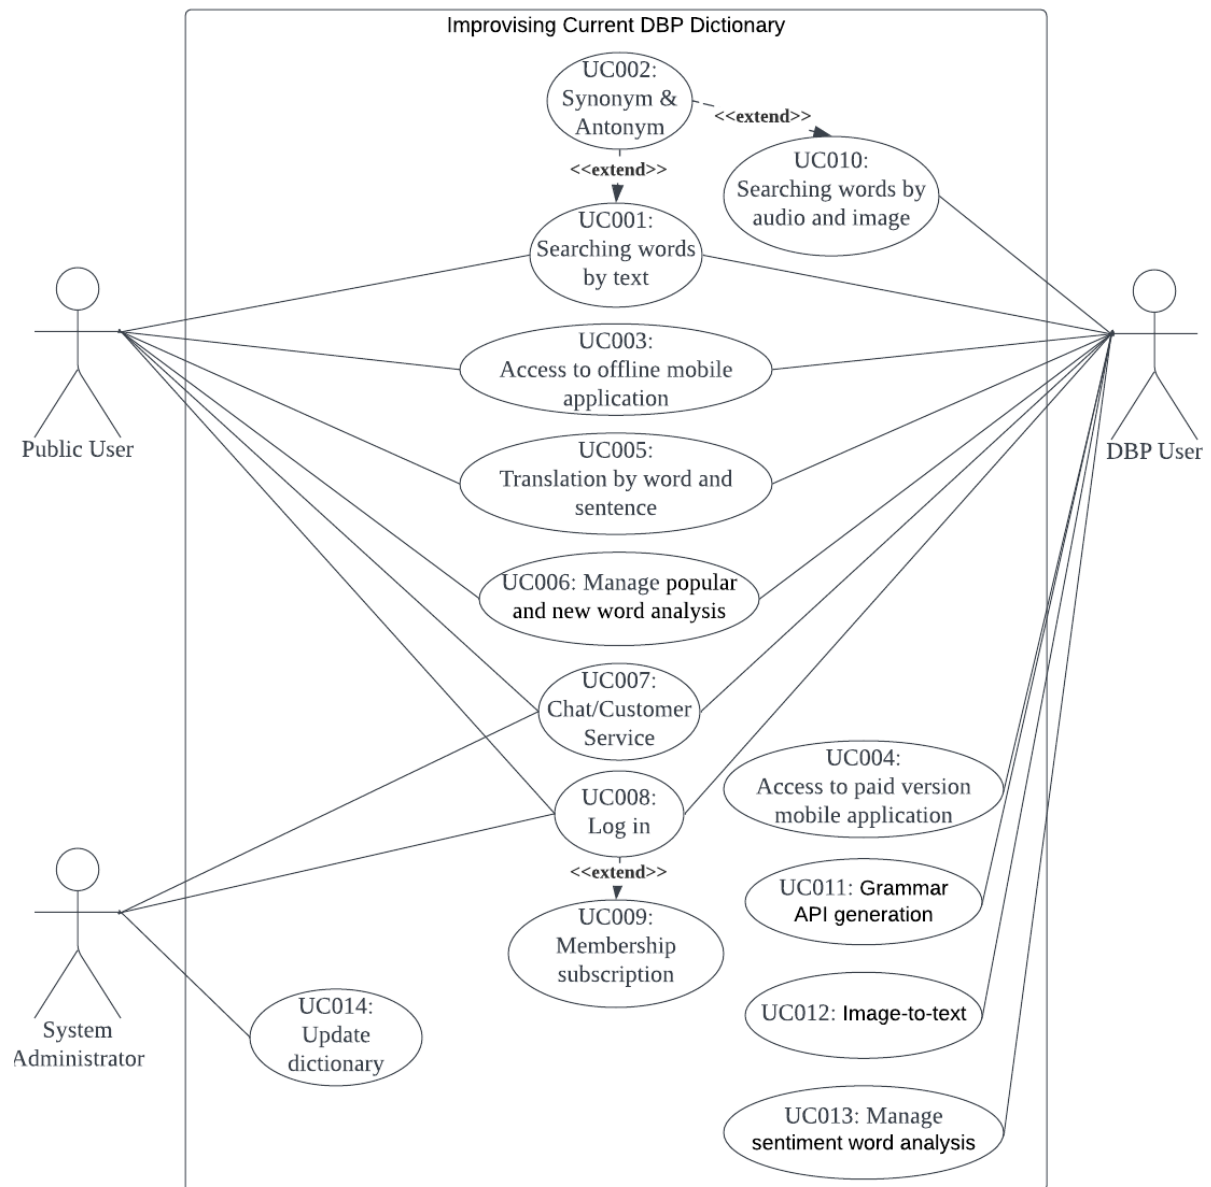 Improvising Current DBP Dictionary
UC002:
Synonym &
Antonym
<<extend>>
<<extend>>
UC010:
Searching words by
audio and image
UC001:
Searching words
by text
UC003:
Access to offline mobile
application
Public User
DBP User
UC005:
Translation by word and
sentence
UC006: Manage popular
and new word analysis
UC007:
Chat/Customer
Service
UC004:
Access to paid version
mobile application
UC008:
Log in
<<extend>>
UC011: Grammar
API generation
UC009:
Membership
subscription
UC014:
Update
dictionary
System
Administrator
UC012: Image-to-text
UC013: Manage
sentiment word analysis